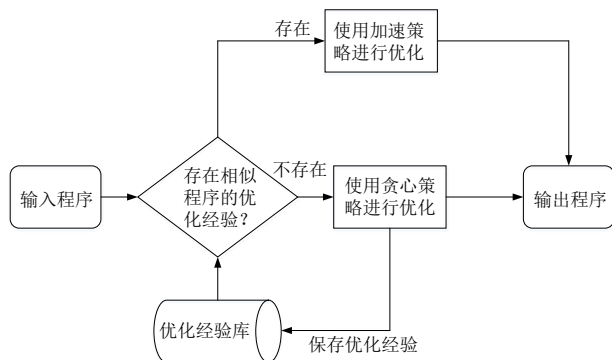 存在
使用加速策
略进行优化
输入程序
存在相似
程序的优
化经验？
不存在
使用贪心策
略进行优化
输出程序
优化经验库
保存优化经验